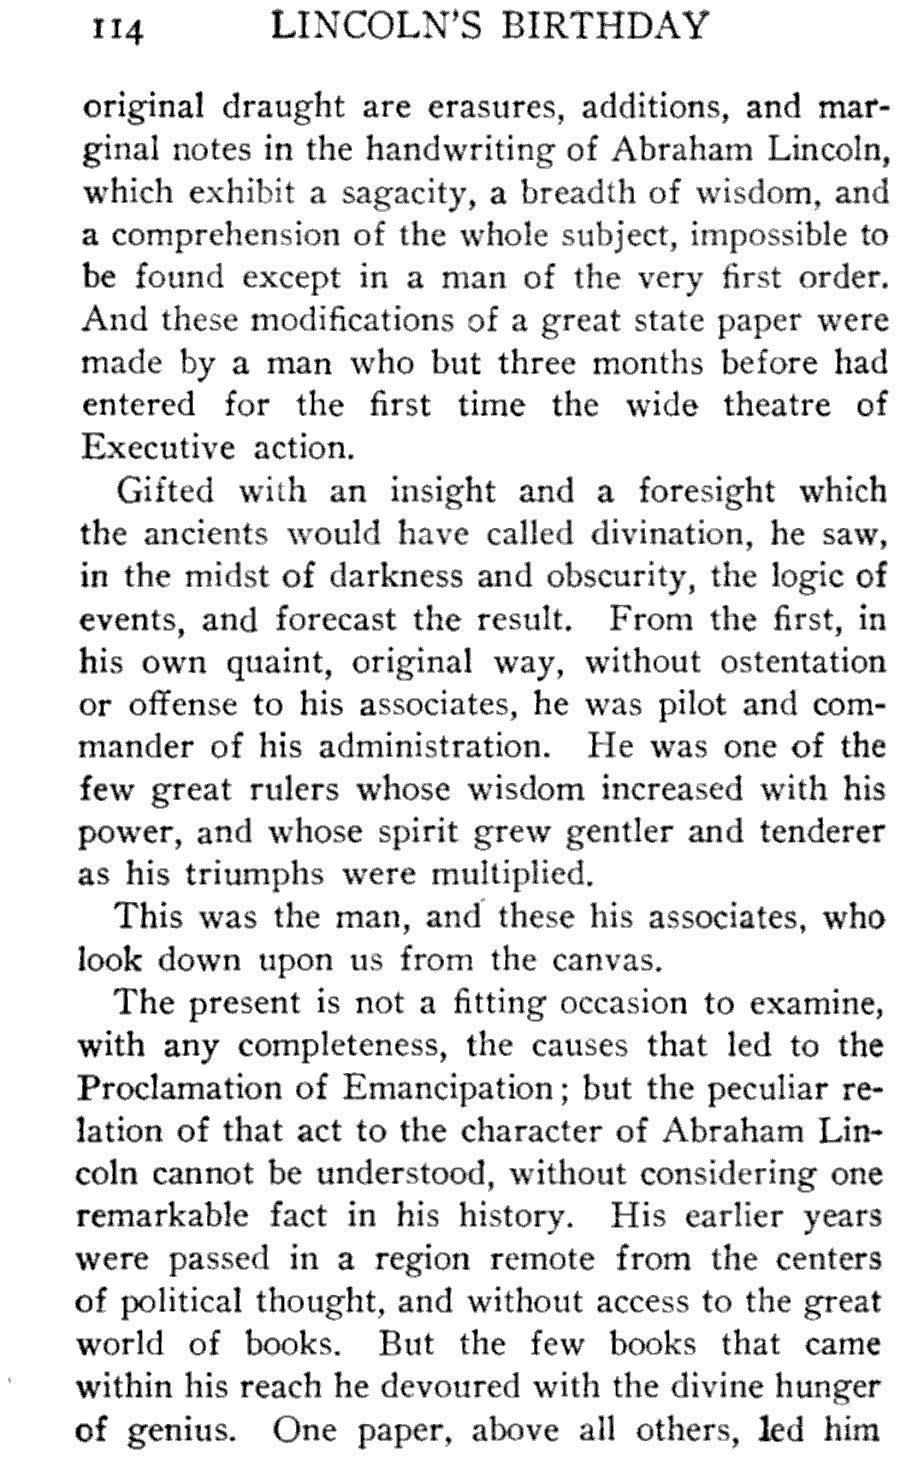 114 LINCOLN'S BIRTHDAY
original draught are erasures, additions, and mar-
ginal notes in the handwriting of Abraham Lincoln,
which exhibit a sagacity, a breadth of wisdom, and
a comprehension of the whole subject, impossible to
be found except in a man of the very first order.
And these modifications of a great state paper were
made by a man who but three months before had
entered for the first time the wide theatre of
Executive action.
Gifted with an insight and a foresight which
the ancients would have called divination, he saw,
in the midst of darkness and obscurity, the logic of
events, and forecast the result. From the first, in
his own quaint, original way, without ostentation
or offense to his associates, he was pilot and com-
mander of his administration. He was one of the
few great rulers whose wisdom increased with his
power, and whose spirit grew gentler and tenderer
as his triumphs were multiplied.
This was the man, and these his associates, who
look down upon us from the canvas.
The present is not a fitting occasion to examine,
with any completeness, the causes that led to the
Proclamation of Emancipation; but the peculiar re-
lation of that act to the character of Abraham Lin-
coln cannot be understood, without considering one
remarkable fact in his history. His earlier years
were passed in a region remote from the centers
of political thought, and without access to the great
world of books. But the few books that came
within his reach he devoured with the divine hunger
of genius. One paper, above all others, led him